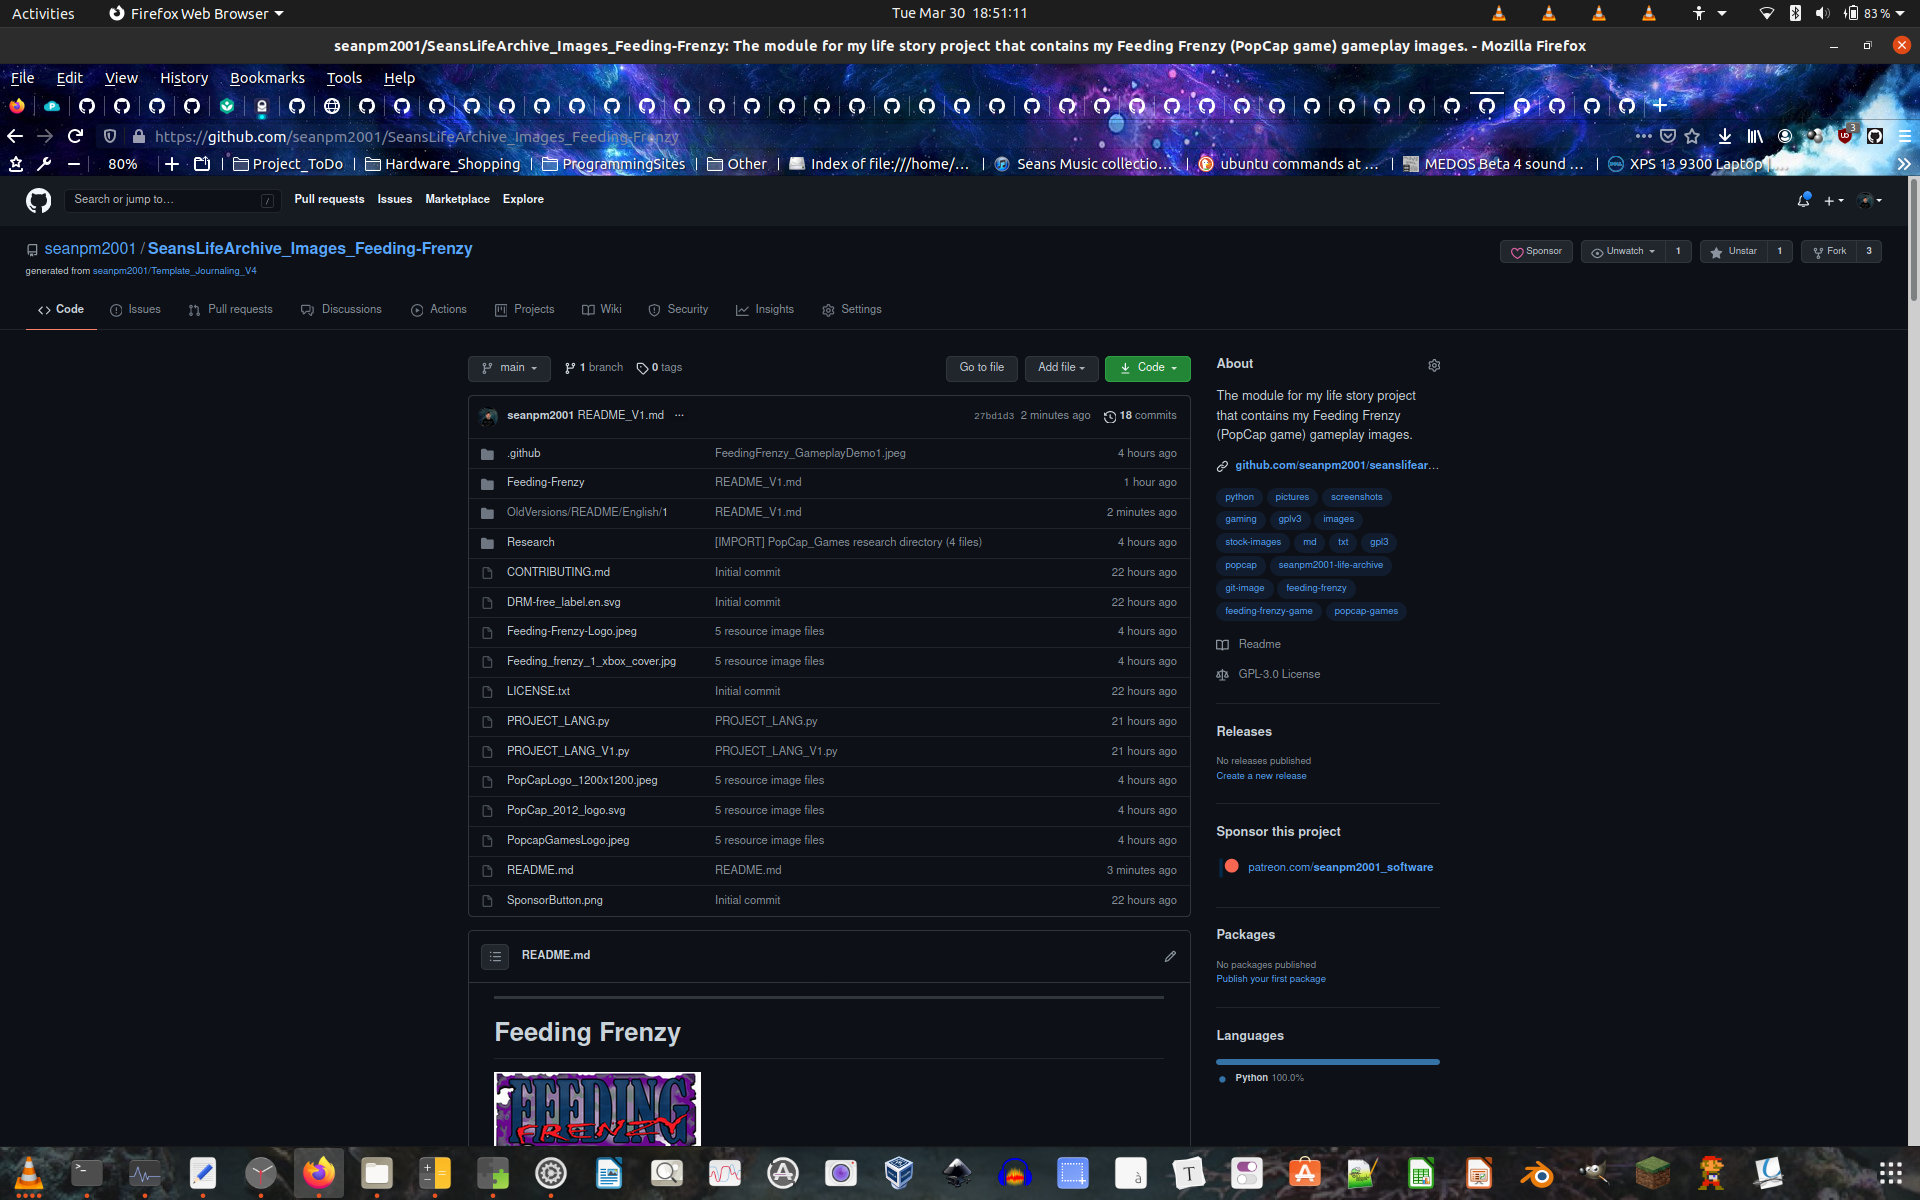 Activities
Firefox Web Browser
Tue Mar 30 18:51:11
83 %
seanpm2001/SeansLifeArchive_Images_Feeding-Frenzy: The module for my life story project that contains my Feeding Frenzy (PopCap game) gameplay images. - Mozilla Firefox
File Edit View History Bookmarks Tools Help
https://github.com/seanpm2001/SeansLifeArchive_Images_Feeding-Frenzy
3
80%
Project_ToDo
Hardware_Shopping
ProgrammingSites
Other
Index of file:///home/...
Seans Music collectio...
ubuntu commands at ...
MEDOS Beta 4 sound ...
XPS 13 9300 Laptop |...
Search or jump to...
/
Pull requests Issues Marketplace Explore
seanpm2001 / SeansLifeArchive_Images_Feeding-Frenzy
generated from seanpm2001/Template_Journaling_V4
Sponsor
Unwatch 1
Unstar 1
Fork 3
Code Issues Pull requests Discussions Actions Projects Wiki Security Insights Settings
main
1 branch
0 tags
Go to file
Add file
Code
seanpm2001 README_V1.md ...
27bd1d3 2 minutes ago 18 commits
.github FeedingFrenzy_GameplayDemo1.jpeg 4 hours ago
Feeding-Frenzy README_V1.md 1 hour ago
OldVersions/README/English/1 README_V1.md 2 minutes ago
Research [IMPORT] PopCap_Games research directory (4 files) 4 hours ago
CONTRIBUTING.md Initial commit 22 hours ago
DRM-free_label.en.svg Initial commit 22 hours ago
Feeding-Frenzy-Logo.jpeg 5 resource image files 4 hours ago
Feeding_frenzy_1_xbox_cover.jpg 5 resource image files 4 hours ago
LICENSE.txt Initial commit 22 hours ago
PROJECT_LANG.py PROJECT_LANG.py 21 hours ago
PROJECT_LANG_V1.py PROJECT_LANG_V1.py 21 hours ago
PopCapLogo_1200x1200.jpeg 5 resource image files 4 hours ago
PopCap_2012_logo.svg 5 resource image files 4 hours ago
PopcapGamesLogo.jpeg 5 resource image files 4 hours ago
README.md README.md 3 minutes ago
SponsorButton.png Initial commit 22 hours ago
README.md
Feeding Frenzy
FEEDING
FRENZY
About
The module for my life story project
that contains my Feeding Frenzy
(PopCap game) gameplay images.
github.com/seanpm2001/seanslifear...
python pictures screenshots
gaming gplv3 images
stock-images md txt gpl3
popcap seanpm2001-life-archive
git-image feeding-frenzy
feeding-frenzy-game popcap-games
Readme
GPL-3.0 License
Releases
No releases published
Create a new release
Sponsor this project
patreon.com/seanpm2001_software
Packages
No packages published
Publish your first package
Languages
Python 100.0%